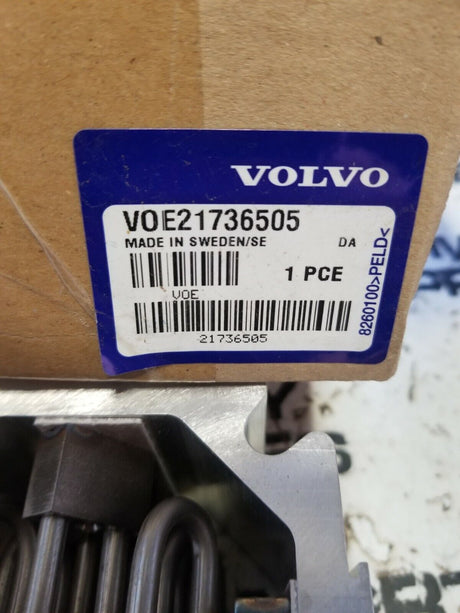 VOLVO
VOE21736505
MADE IN SWEDEN/SE DA
1 PCE
VOE
21736505
8260100>PELD<